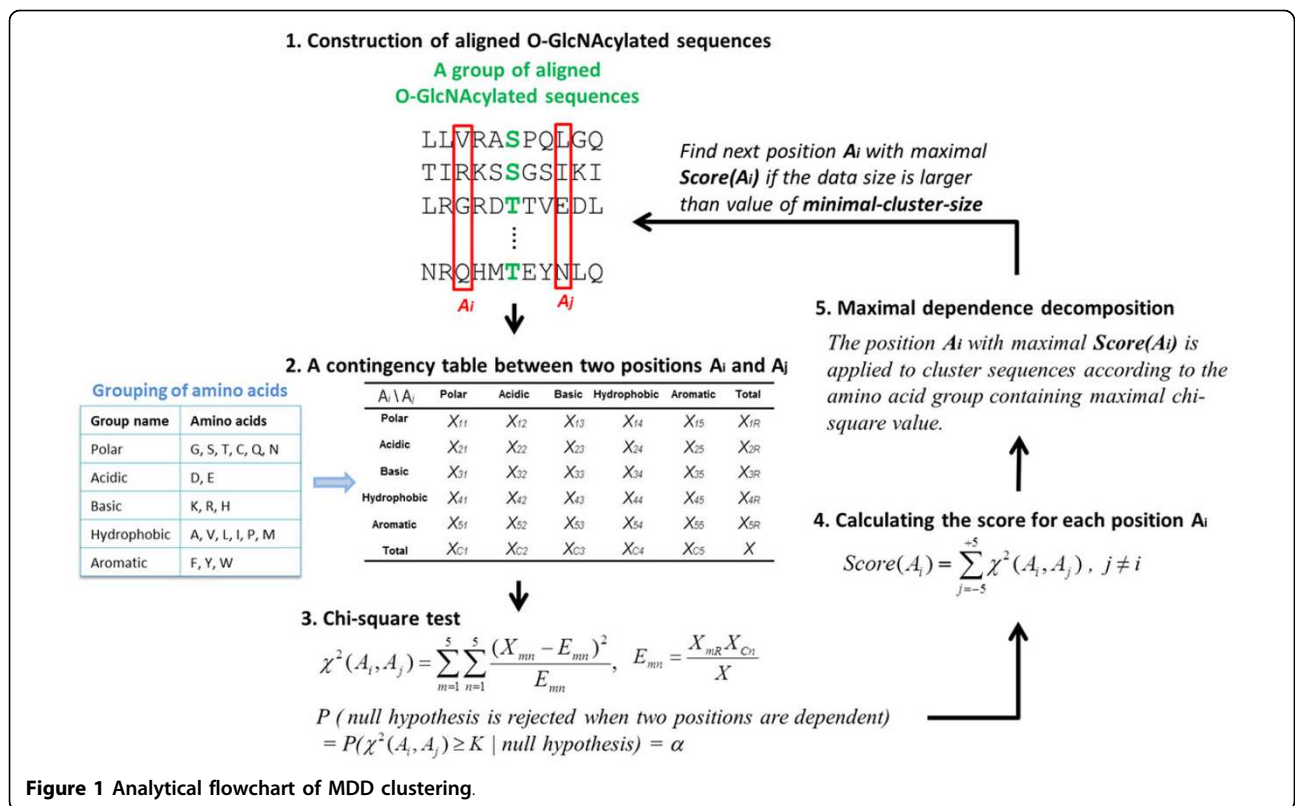 1. Construction of aligned O-GlcNAcylated sequences
A group of aligned
O-GlcNAcylated sequences
LLVRASPQLGQ
TIRKSSGSIKI
LRGRDTTVEDL
⋮
NRQHMTEYNLQ
Ai Aj
Find next position Ai with maximal
Score(Ai) if the data size is larger
than value of minimal-cluster-size
2. A contingency table between two positions Ai and Aj
Grouping of amino acids
Group name Amino acids
Polar G, S, T, C, Q, N
Acidic D, E
Basic K, R, H
Hydrophobic A, V, L, I, P, M
Aromatic F, Y, W
Ai \ Aj Polar Acidic Basic Hydrophobic Aromatic Total
Polar X11 X12 X13 X14 X15 X1R
Acidic X21 X22 X23 X24 X25 X2R
Basic X31 X32 X33 X34 X35 X3R
Hydrophobic X41 X42 X43 X44 X45 X4R
Aromatic X51 X52 X53 X54 X55 X5R
Total XC1 XC2 XC3 XC4 XC5 X
3. Chi-square test
χ²(Ai, Aj) = Σ(m=1 to 5) Σ(n=1 to 5) (Xmn − Emn)² / Emn, Emn = XmR XCn / X
P ( null hypothesis is rejected when two positions are dependent)
= P(χ²(Ai, Aj) ≥ K | null hypothesis) = α
4. Calculating the score for each position Ai
Score(Ai) = Σ(j=−5 to +5) χ²(Ai, Aj) , j ≠ i
5. Maximal dependence decomposition
The position Ai with maximal Score(Ai) is
applied to cluster sequences according to the
amino acid group containing maximal chi-
square value.
Figure 1 Analytical flowchart of MDD clustering.